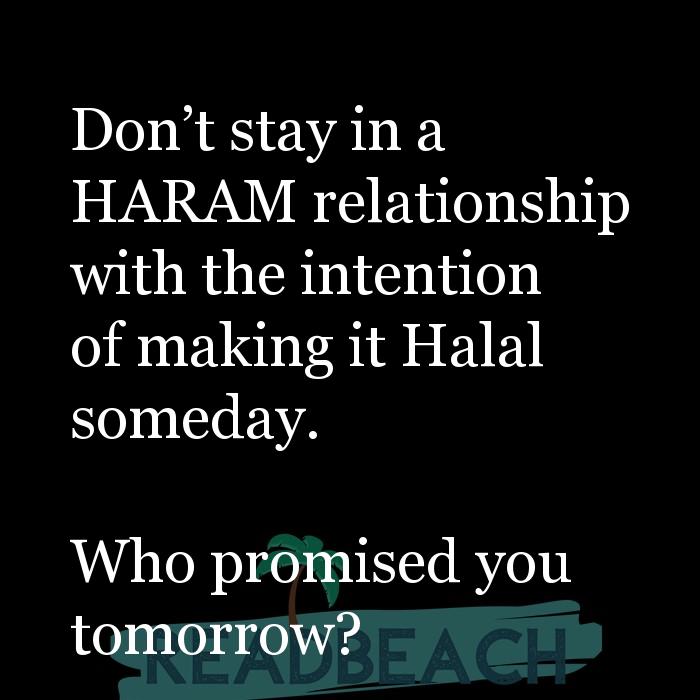 Don’t stay in a
HARAM relationship
with the intention
of making it Halal
someday.
Who promised you
tomorrow?
READBEACH